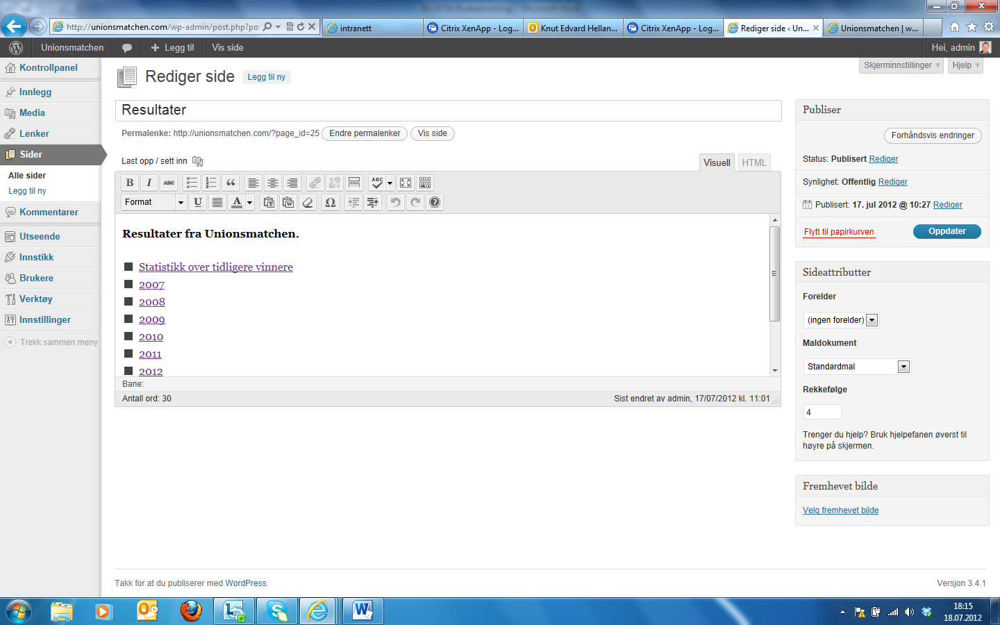 http://unionsmatchen.com/wp-admin/post.php?po
intranett
Citrix XenApp - Log...
Knut Edvard Hellan...
Citrix XenApp - Log...
Rediger side ‹ Un...
Unionsmatchen | w...
Unionsmatchen
Legg til
Vis side
Hei, admin
Kontrollpanel
Innlegg
Media
Lenker
Sider
Alle sider
Legg til ny
Kommentarer
Utseende
Innstikk
Brukere
Verktøy
Innstillinger
Trekk sammen meny
Skjerminnstillinger
Hjelp
Rediger side
Legg til ny
Resultater
Permalenke: http://unionsmatchen.com/?page_id=25 Endre permalenker Vis side
Last opp / sett inn
Visuell
HTML
B I ABC ABC
Format U A
Resultater fra Unionsmatchen.
Statistikk over tidligere vinnere
2007
2008
2009
2010
2011
2012
Bane:
Antall ord: 30
Sist endret av admin, 17/07/2012 kl. 11:01
Publiser
Forhåndsvis endringer
Status: Publisert Rediger
Synlighet: Offentlig Rediger
Publisert: 17. jul 2012 @ 10:27 Rediger
Flytt til papirkurven
Oppdater
Sideattributter
Forelder
(ingen forelder)
Maldokument
Standardmal
Rekkefølge
4
Trenger du hjelp? Bruk hjelpefanen øverst til
høyre på skjermen.
Fremhevet bilde
Velg fremhevet bilde
Takk for at du publiserer med WordPress.
Versjon 3.4.1
18:15
18.07.2012